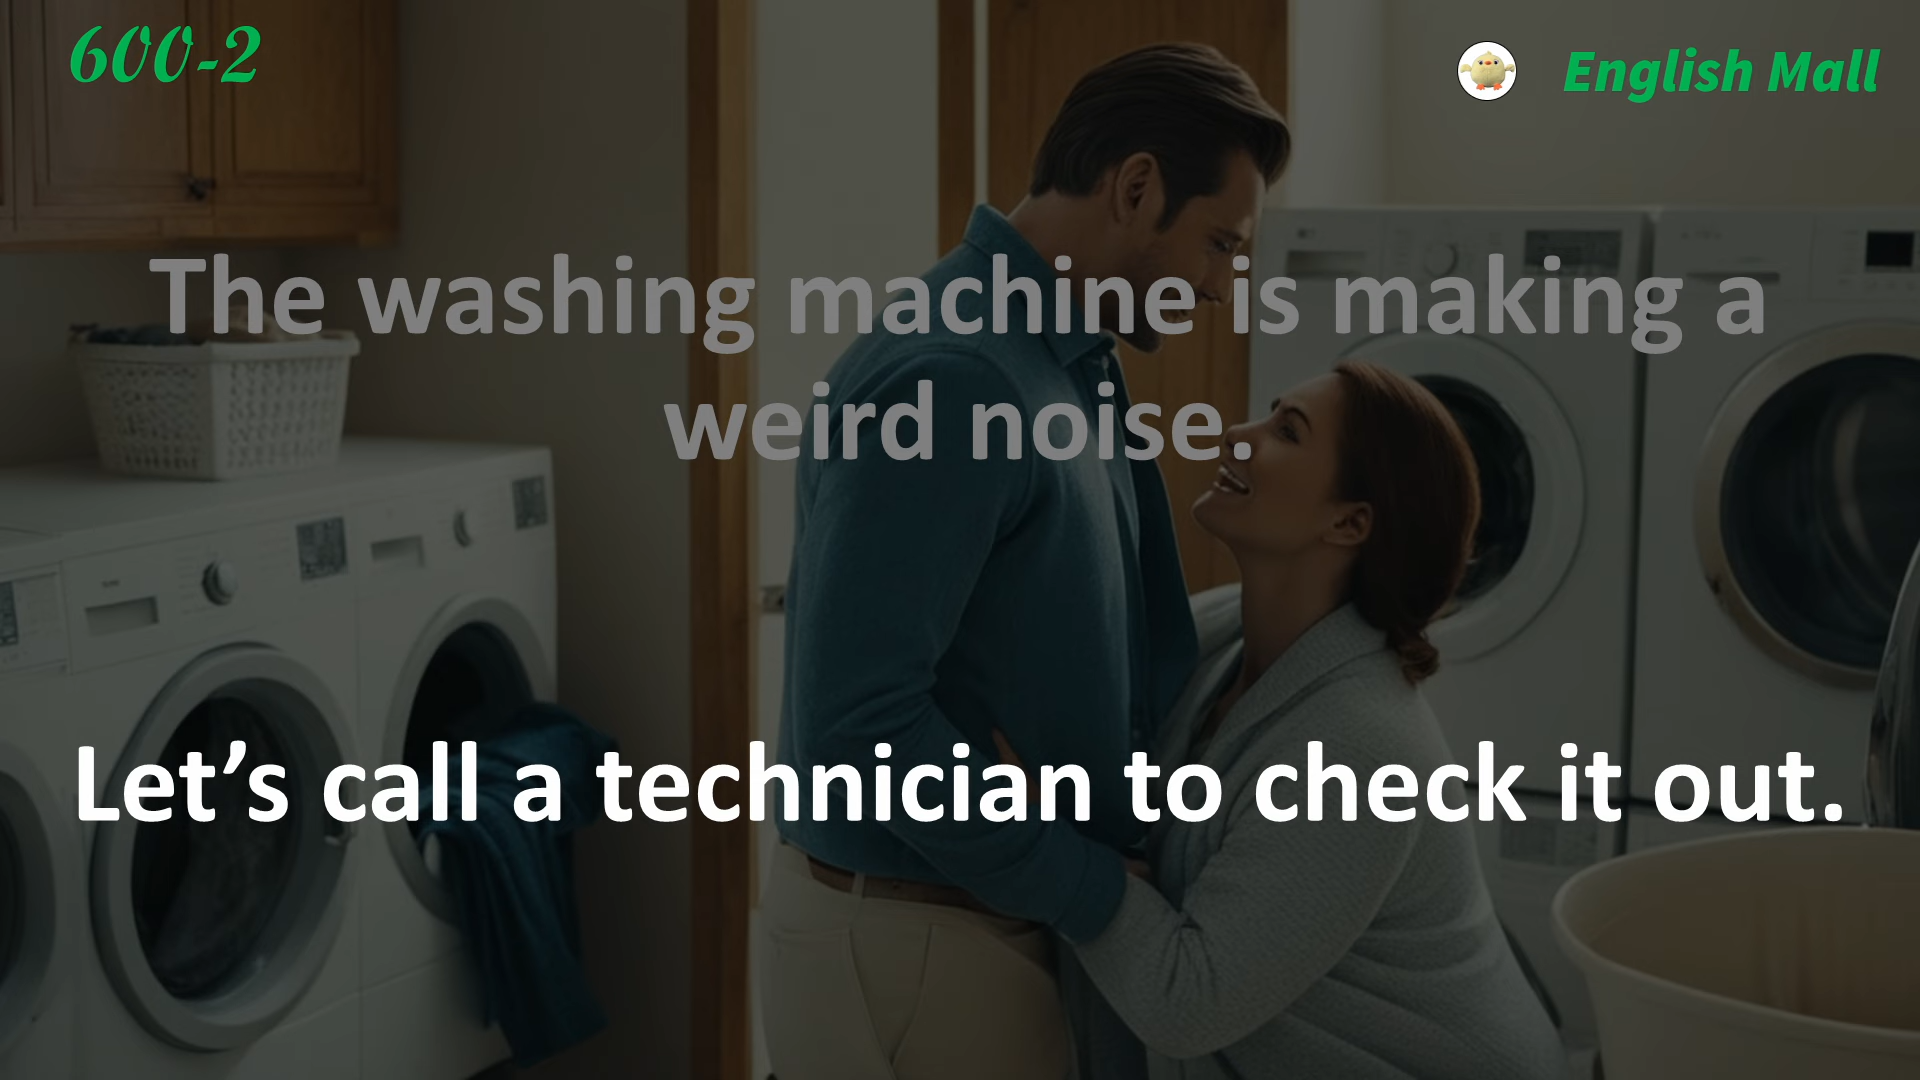 600-2
English Mall
The washing machine is making a
weird noise.
Let’s call a technician to check it out.